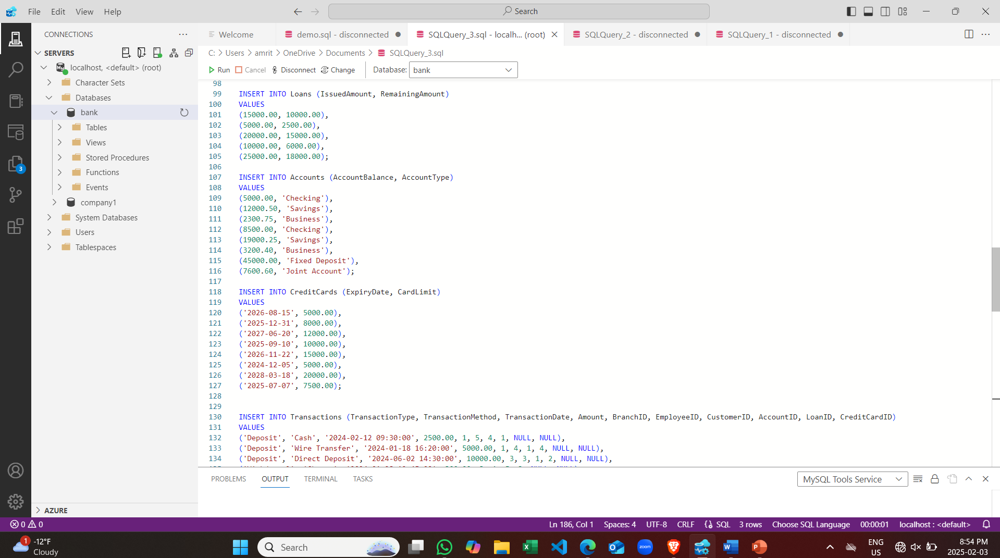 File Edit View Help
Search
CONNECTIONS
Welcome
demo.sql - disconnected
SQLQuery_3.sql - localh... (root)
SQLQuery_2 - disconnected
SQLQuery_1 - disconnected
SERVERS
C: > Users > amrit > OneDrive > Documents > SQLQuery_3.sql
Run Cancel Disconnect Change Database: bank
My localhost, <default> (root)
Character Sets
Databases
bank
Tables
Views
Stored Procedures
Functions
Events
company1
System Databases
Users
Tablespaces
AZURE
3
98
99 INSERT INTO Loans (IssuedAmount, RemainingAmount)
100 VALUES
101 (15000.00, 10000.00),
102 (5000.00, 2500.00),
103 (20000.00, 15000.00),
104 (10000.00, 6000.00),
105 (25000.00, 18000.00);
106
107 INSERT INTO Accounts (AccountBalance, AccountType)
108 VALUES
109 (5000.00, 'Checking'),
110 (12000.50, 'Savings'),
111 (2300.75, 'Business'),
112 (8500.00, 'Checking'),
113 (19000.25, 'Savings'),
114 (3200.40, 'Business'),
115 (45000.00, 'Fixed Deposit'),
116 (7600.60, 'Joint Account');
117
118 INSERT INTO CreditCards (ExpiryDate, CardLimit)
119 VALUES
120 ('2026-08-15', 5000.00),
121 ('2025-12-31', 8000.00),
122 ('2027-06-20', 12000.00),
123 ('2025-09-10', 10000.00),
124 ('2026-11-22', 15000.00),
125 ('2024-12-05', 5000.00),
126 ('2028-03-18', 20000.00),
127 ('2025-07-07', 7500.00);
128
129
130 INSERT INTO Transactions (TransactionType, TransactionMethod, TransactionDate, Amount, BranchID, EmployeeID, CustomerID, AccountID, LoanID, CreditCardID)
131 VALUES
132 ('Deposit', 'Cash', '2024-02-12 09:30:00', 2500.00, 1, 5, 4, 1, NULL, NULL),
133 ('Deposit', 'Wire Transfer', '2024-01-18 16:20:00', 5000.00, 1, 4, 1, 4, NULL, NULL),
134 ('Deposit', 'Direct Deposit', '2024-06-02 14:30:00', 10000.00, 3, 3, 1, 2, NULL, NULL),
PROBLEMS OUTPUT TERMINAL TASKS
MySQL Tools Service
0 0
Ln 186, Col 1 Spaces: 4 UTF-8 CRLF SQL 3 rows Choose SQL Language 00:00:01 localhost : <default>
1
-12°F
Cloudy
Search
zoom
ENG
US
8:54 PM
2025-02-03